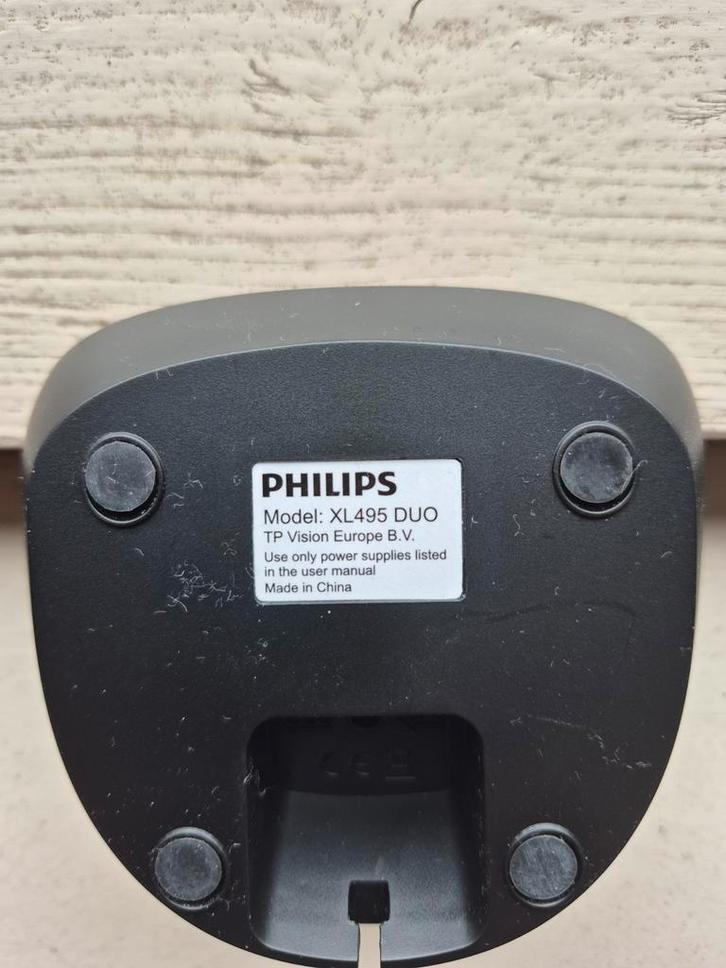 PHILIPS
Model: XL495 DUO
TP Vision Europe B.V.
Use only power supplies listed
in the user manual
Made in China